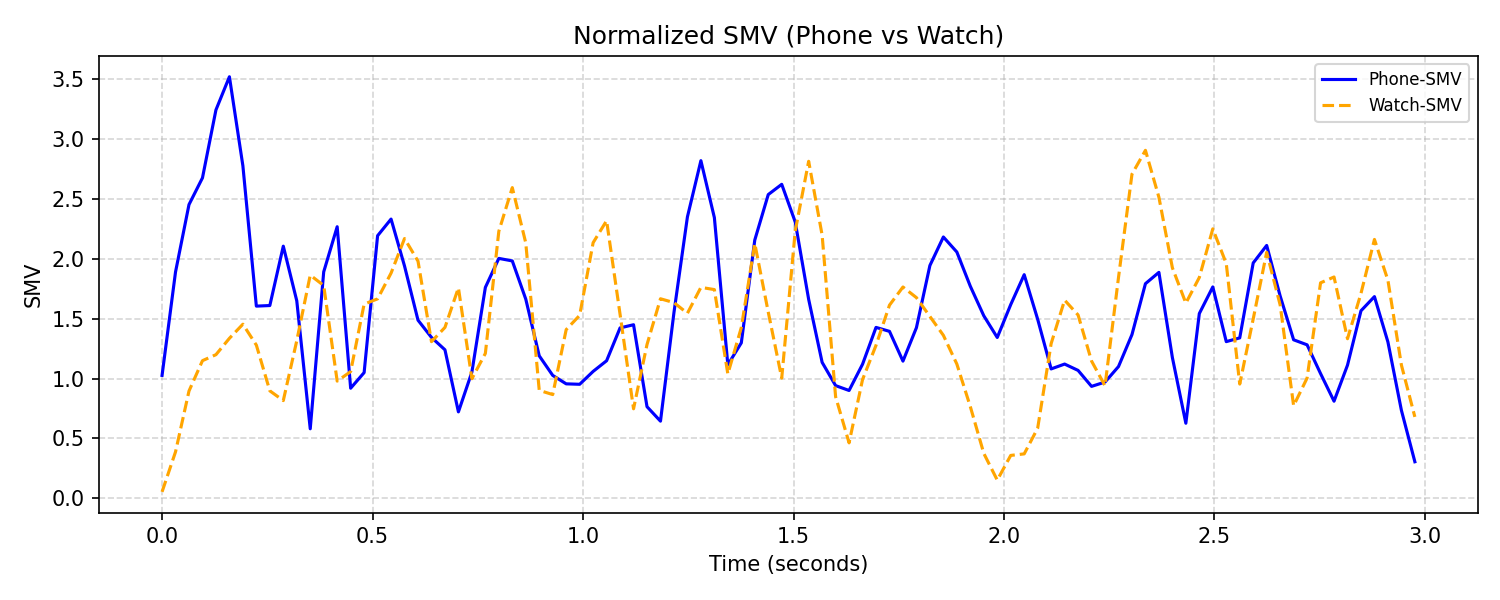 Normalized SMV (Phone vs Watch)
Phone-SMV
Watch-SMV
SMV
3.5
3.0
2.5
2.0
1.5
1.0
0.5
0.0
0.0 0.5 1.0 1.5 2.0 2.5 3.0
Time (seconds)